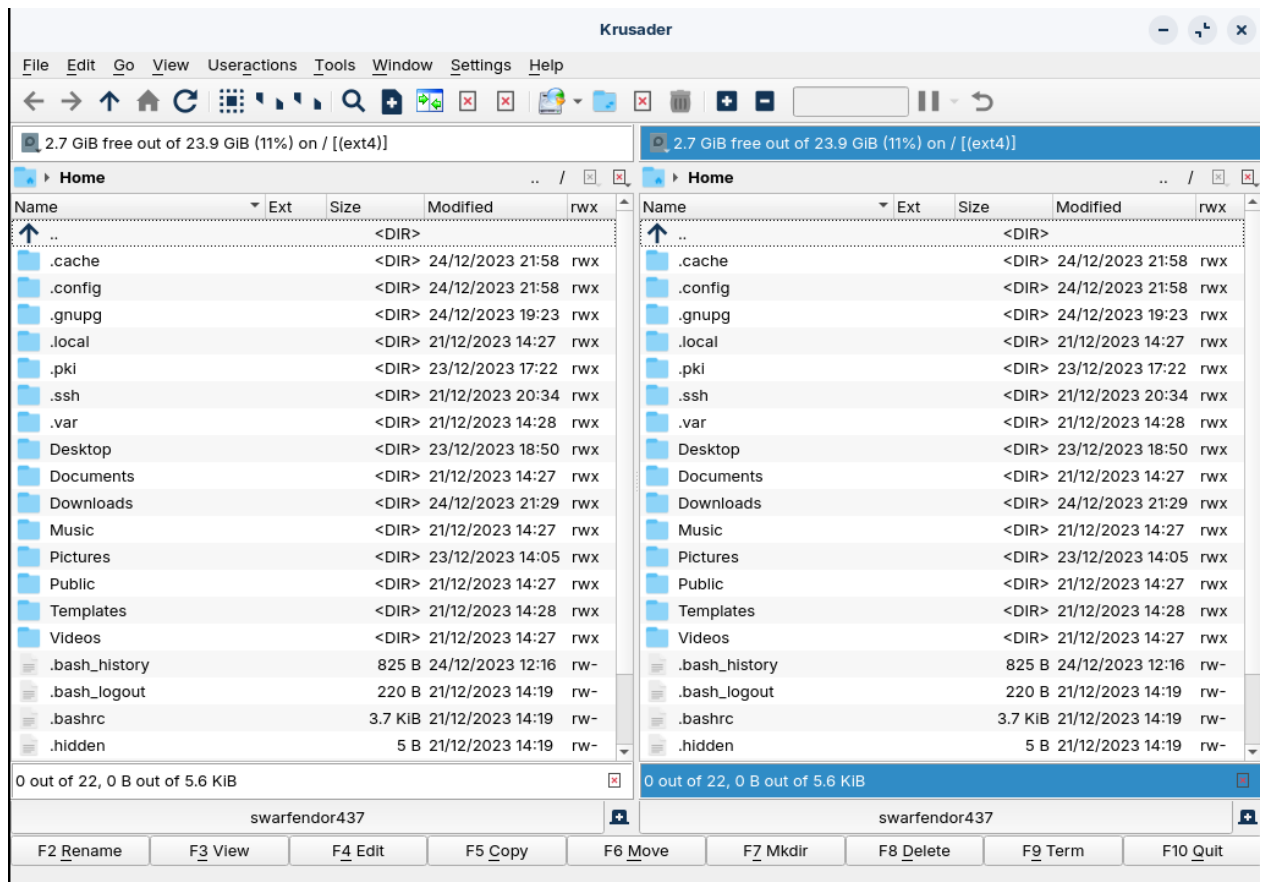 Krusader
File Edit Go View Useractions Tools Window Settings Help
2.7 GiB free out of 23.9 GiB (11%) on / [(ext4)] 2.7 GiB free out of 23.9 GiB (11%) on / [(ext4)]
Home .. / Home .. /
Name Ext Size Modified rwx Name Ext Size Modified rwx
.. <DIR> .. <DIR>
.cache <DIR> 24/12/2023 21:58 rwx .cache <DIR> 24/12/2023 21:58 rwx
.config <DIR> 24/12/2023 21:58 rwx .config <DIR> 24/12/2023 21:58 rwx
.gnupg <DIR> 24/12/2023 19:23 rwx .gnupg <DIR> 24/12/2023 19:23 rwx
.local <DIR> 21/12/2023 14:27 rwx .local <DIR> 21/12/2023 14:27 rwx
.pki <DIR> 23/12/2023 17:22 rwx .pki <DIR> 23/12/2023 17:22 rwx
.ssh <DIR> 21/12/2023 20:34 rwx .ssh <DIR> 21/12/2023 20:34 rwx
.var <DIR> 21/12/2023 14:28 rwx .var <DIR> 21/12/2023 14:28 rwx
Desktop <DIR> 23/12/2023 18:50 rwx Desktop <DIR> 23/12/2023 18:50 rwx
Documents <DIR> 21/12/2023 14:27 rwx Documents <DIR> 21/12/2023 14:27 rwx
Downloads <DIR> 24/12/2023 21:29 rwx Downloads <DIR> 24/12/2023 21:29 rwx
Music <DIR> 21/12/2023 14:27 rwx Music <DIR> 21/12/2023 14:27 rwx
Pictures <DIR> 23/12/2023 14:05 rwx Pictures <DIR> 23/12/2023 14:05 rwx
Public <DIR> 21/12/2023 14:27 rwx Public <DIR> 21/12/2023 14:27 rwx
Templates <DIR> 21/12/2023 14:28 rwx Templates <DIR> 21/12/2023 14:28 rwx
Videos <DIR> 21/12/2023 14:27 rwx Videos <DIR> 21/12/2023 14:27 rwx
.bash_history 825 B 24/12/2023 12:16 rw- .bash_history 825 B 24/12/2023 12:16 rw-
.bash_logout 220 B 21/12/2023 14:19 rw- .bash_logout 220 B 21/12/2023 14:19 rw-
.bashrc 3.7 KiB 21/12/2023 14:19 rw- .bashrc 3.7 KiB 21/12/2023 14:19 rw-
.hidden 5 B 21/12/2023 14:19 rw- .hidden 5 B 21/12/2023 14:19 rw-
0 out of 22, 0 B out of 5.6 KiB 0 out of 22, 0 B out of 5.6 KiB
swarfendor437 swarfendor437
F2 Rename F3 View F4 Edit F5 Copy F6 Move F7 Mkdir F8 Delete F9 Term F10 Quit